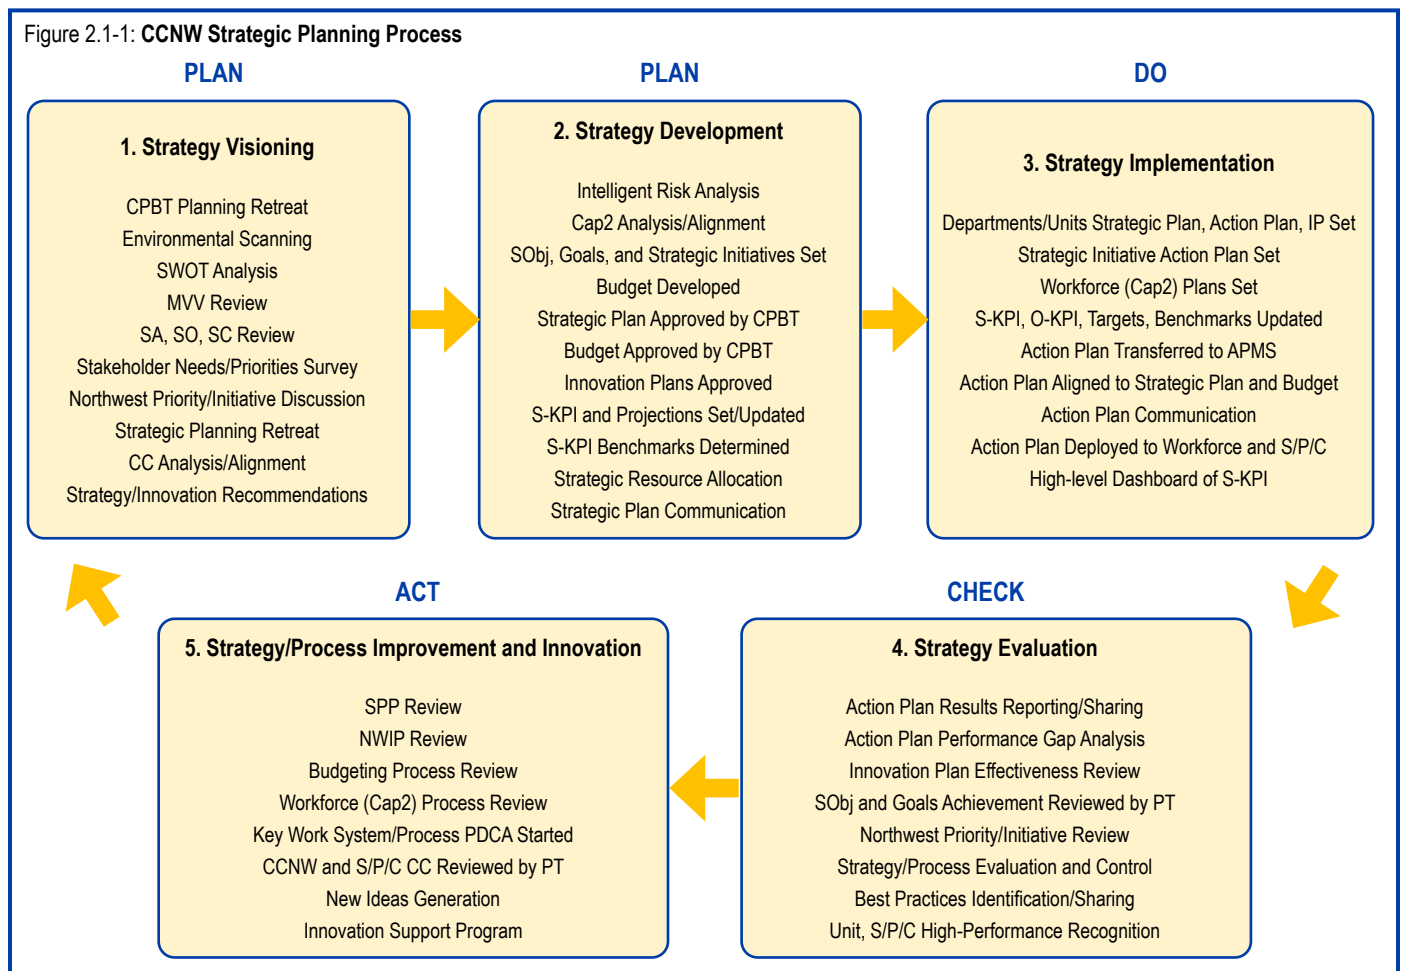 Figure 2.1-1: CCNW Strategic Planning Process
PLAN
1. Strategy Visioning
CPBT Planning Retreat
Environmental Scanning
SWOT Analysis
MVV Review
SA, SO, SC Review
Stakeholder Needs/Priorities Survey
Northwest Priority/Initiative Discussion
Strategic Planning Retreat
CC Analysis/Alignment
Strategy/Innovation Recommendations
PLAN
2. Strategy Development
Intelligent Risk Analysis
Cap2 Analysis/Alignment
SObj, Goals, and Strategic Initiatives Set
Budget Developed
Strategic Plan Approved by CPBT
Budget Approved by CPBT
Innovation Plans Approved
S-KPI and Projections Set/Updated
S-KPI Benchmarks Determined
Strategic Resource Allocation
Strategic Plan Communication
DO
3. Strategy Implementation
Departments/Units Strategic Plan, Action Plan, IP Set
Strategic Initiative Action Plan Set
Workforce (Cap2) Plans Set
S-KPI, O-KPI, Targets, Benchmarks Updated
Action Plan Transferred to APMS
Action Plan Aligned to Strategic Plan and Budget
Action Plan Communication
Action Plan Deployed to Workforce and S/P/C
High-level Dashboard of S-KPI
CHECK
4. Strategy Evaluation
Action Plan Results Reporting/Sharing
Action Plan Performance Gap Analysis
Innovation Plan Effectiveness Review
SObj and Goals Achievement Reviewed by PT
Northwest Priority/Initiative Review
Strategy/Process Evaluation and Control
Best Practices Identification/Sharing
Unit, S/P/C High-Performance Recognition
ACT
5. Strategy/Process Improvement and Innovation
SPP Review
NWIP Review
Budgeting Process Review
Workforce (Cap2) Process Review
Key Work System/Process PDCA Started
CCNW and S/P/C CC Reviewed by PT
New Ideas Generation
Innovation Support Program